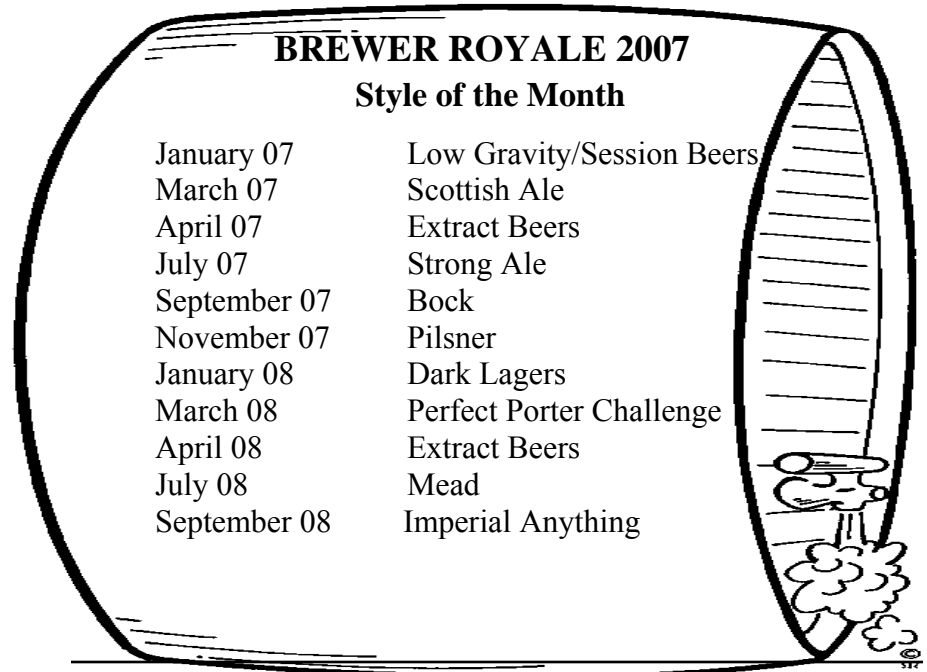 BREWER ROYALE 2007
Style of the Month
January 07 Low Gravity/Session Beers
March 07 Scottish Ale
April 07 Extract Beers
July 07 Strong Ale
September 07 Bock
November 07 Pilsner
January 08 Dark Lagers
March 08 Perfect Porter Challenge
April 08 Extract Beers
July 08 Mead
September 08 Imperial Anything
©